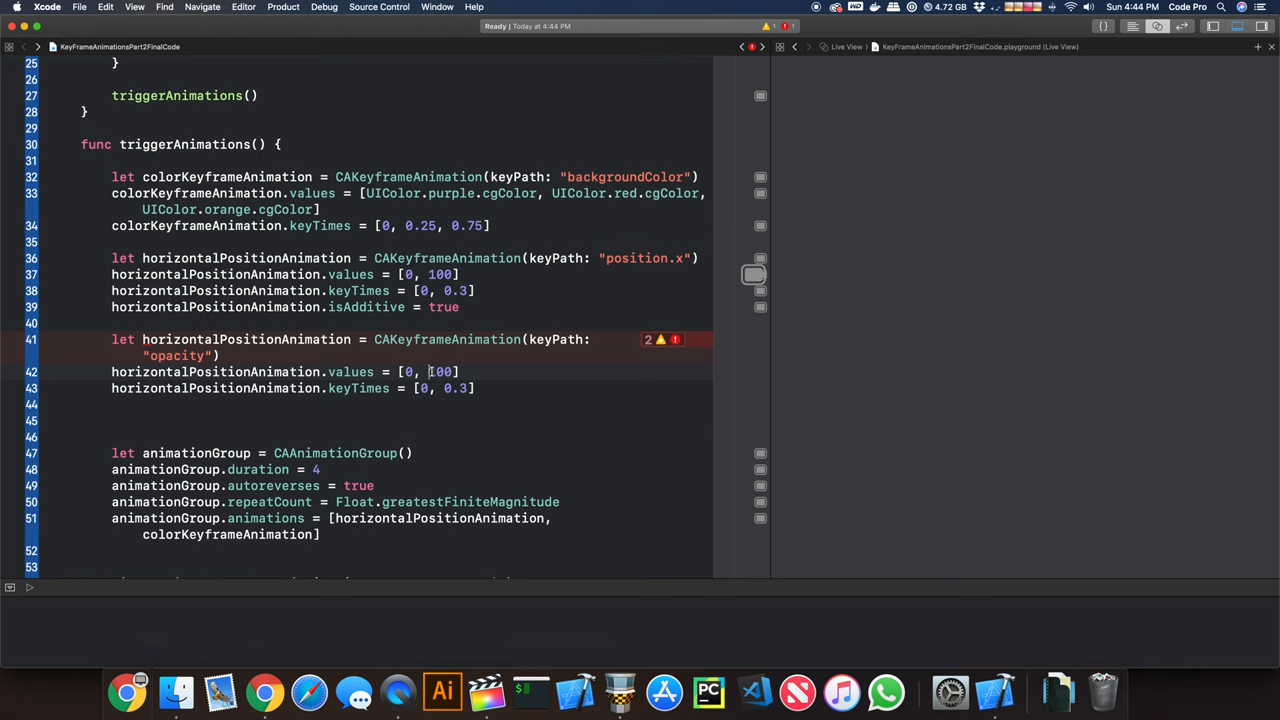 Xcode File Edit View Find Navigate Editor Product Debug Source Control Window Help 4.72 GB Sun 4:44 PM Code Pro
Ready | Today at 4:44 PM 1 1
KeyFrameAnimationsPart2FinalCode Live View KeyFrameAnimationsPart2FinalCode.playground (Live View)
25 }
26
27 triggerAnimations()
28 }
29
30 func triggerAnimations() {
31
32 let colorKeyframeAnimation = CAKeyframeAnimation(keyPath: "backgroundColor")
33 colorKeyframeAnimation.values = [UIColor.purple.cgColor, UIColor.red.cgColor,
UIColor.orange.cgColor]
34 colorKeyframeAnimation.keyTimes = [0, 0.25, 0.75]
35
36 let horizontalPositionAnimation = CAKeyframeAnimation(keyPath: "position.x")
37 horizontalPositionAnimation.values = [0, 100]
38 horizontalPositionAnimation.keyTimes = [0, 0.3]
39 horizontalPositionAnimation.isAdditive = true
40
41 let horizontalPositionAnimation = CAKeyframeAnimation(keyPath: 2
"opacity")
42 horizontalPositionAnimation.values = [0, 100]
43 horizontalPositionAnimation.keyTimes = [0, 0.3]
44
45
46
47 let animationGroup = CAAnimationGroup()
48 animationGroup.duration = 4
49 animationGroup.autoreverses = true
50 animationGroup.repeatCount = Float.greatestFiniteMagnitude
51 animationGroup.animations = [horizontalPositionAnimation,
colorKeyframeAnimation]
52
53
Ai PC